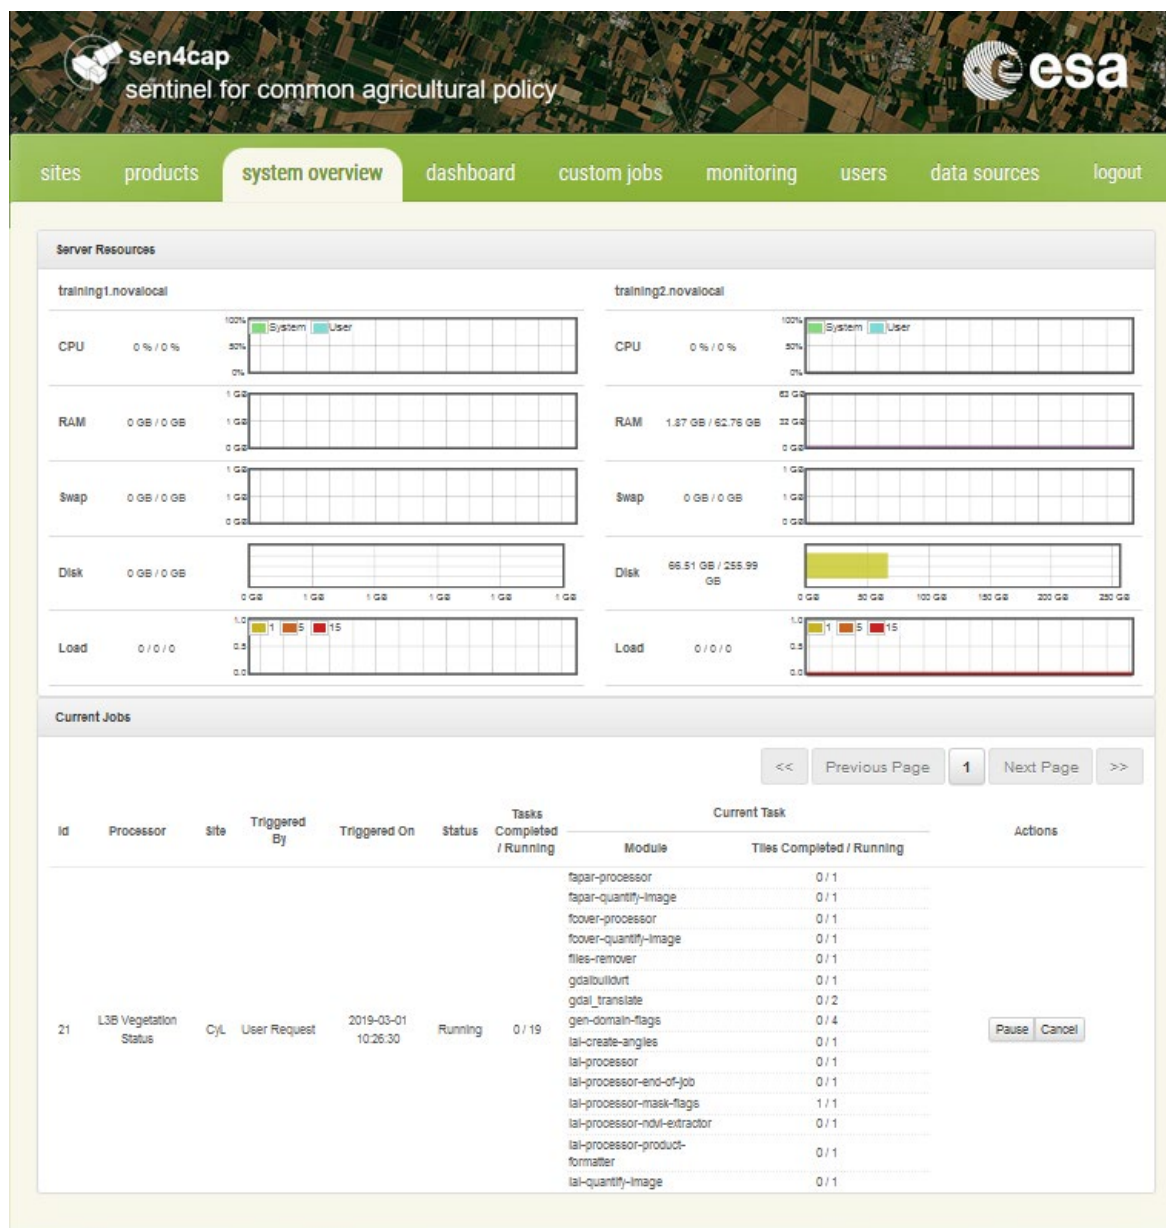 sen4cap
sentinel for common agricultural policy
esa
sites products system overview dashboard custom jobs monitoring users data sources logout
Server Resources
training1.novalocal
CPU 0 % / 0 %
100%
50%
0%
System User
RAM 0 GB / 0 GB
1 GB
1 GB
0 GB
Swap 0 GB / 0 GB
1 GB
1 GB
0 GB
Disk 0 GB / 0 GB
0 GB 1 GB 1 GB 1 GB 1 GB 1 GB
Load 0 / 0 / 0
1.0
0.5
0.0
1 5 15
training2.novalocal
CPU 0 % / 0 %
100%
50%
0%
System User
RAM 1.87 GB / 62.76 GB
63 GB
32 GB
0 GB
Swap 0 GB / 0 GB
1 GB
1 GB
0 GB
Disk 66.51 GB / 255.99
GB
0 GB 50 GB 100 GB 150 GB 200 GB 250 GB
Load 0 / 0 / 0
1.0
0.5
0.0
1 5 15
Current Jobs
<< Previous Page 1 Next Page >>
Id Processor Site Triggered By Triggered On Status Tasks Completed / Running Current Task Actions
Module Tiles Completed / Running
21 L3B Vegetation Status CyL User Request 2019-03-01 10:26:30 Running 0 / 19
fapar-processor 0 / 1
fapar-quantify-image 0 / 1
fcover-processor 0 / 1
fcover-quantify-image 0 / 1
files-remover 0 / 1
gdalbuildvrt 0 / 1
gdal_translate 0 / 2
gen-domain-flags 0 / 4
lai-create-angles 0 / 1
lai-processor 0 / 1
lai-processor-end-of-job 0 / 1
lai-processor-mask-flags 1 / 1
lai-processor-ndvi-extractor 0 / 1
lai-processor-product-
formatter 0 / 1
lai-quantify-image 0 / 1
Pause Cancel